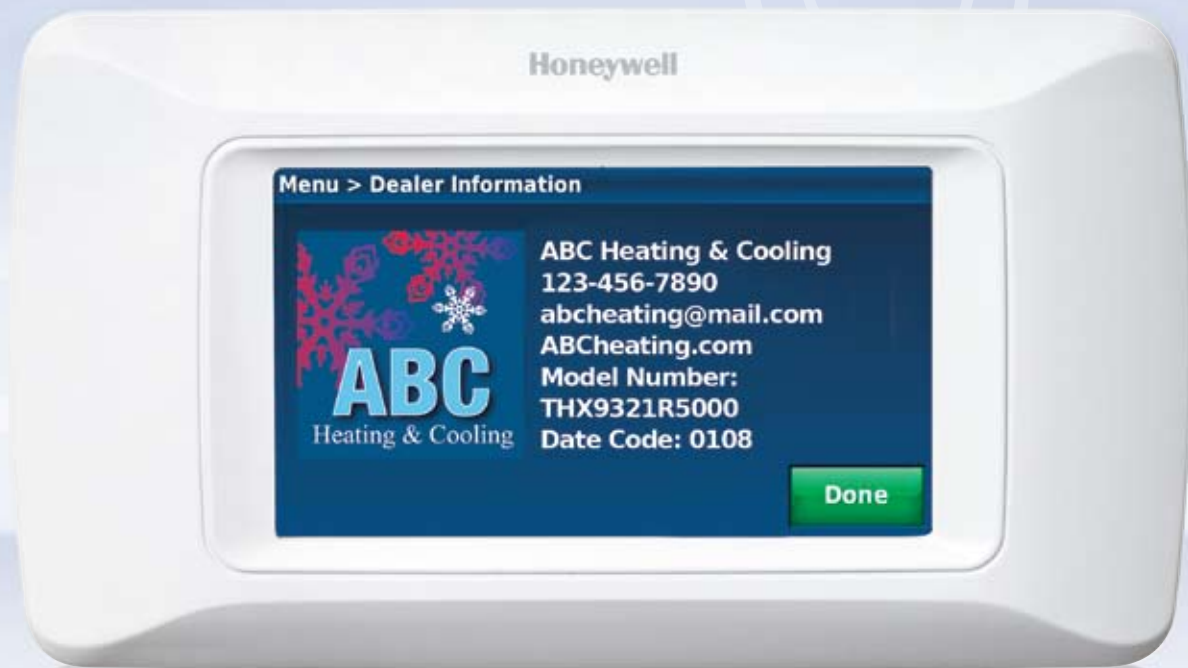 Honeywell
Menu > Dealer Information
ABC Heating & Cooling
123-456-7890
abcheating@mail.com
ABCheating.com
Model Number:
THX9321R5000
Date Code: 0108
ABC
Heating & Cooling
Done